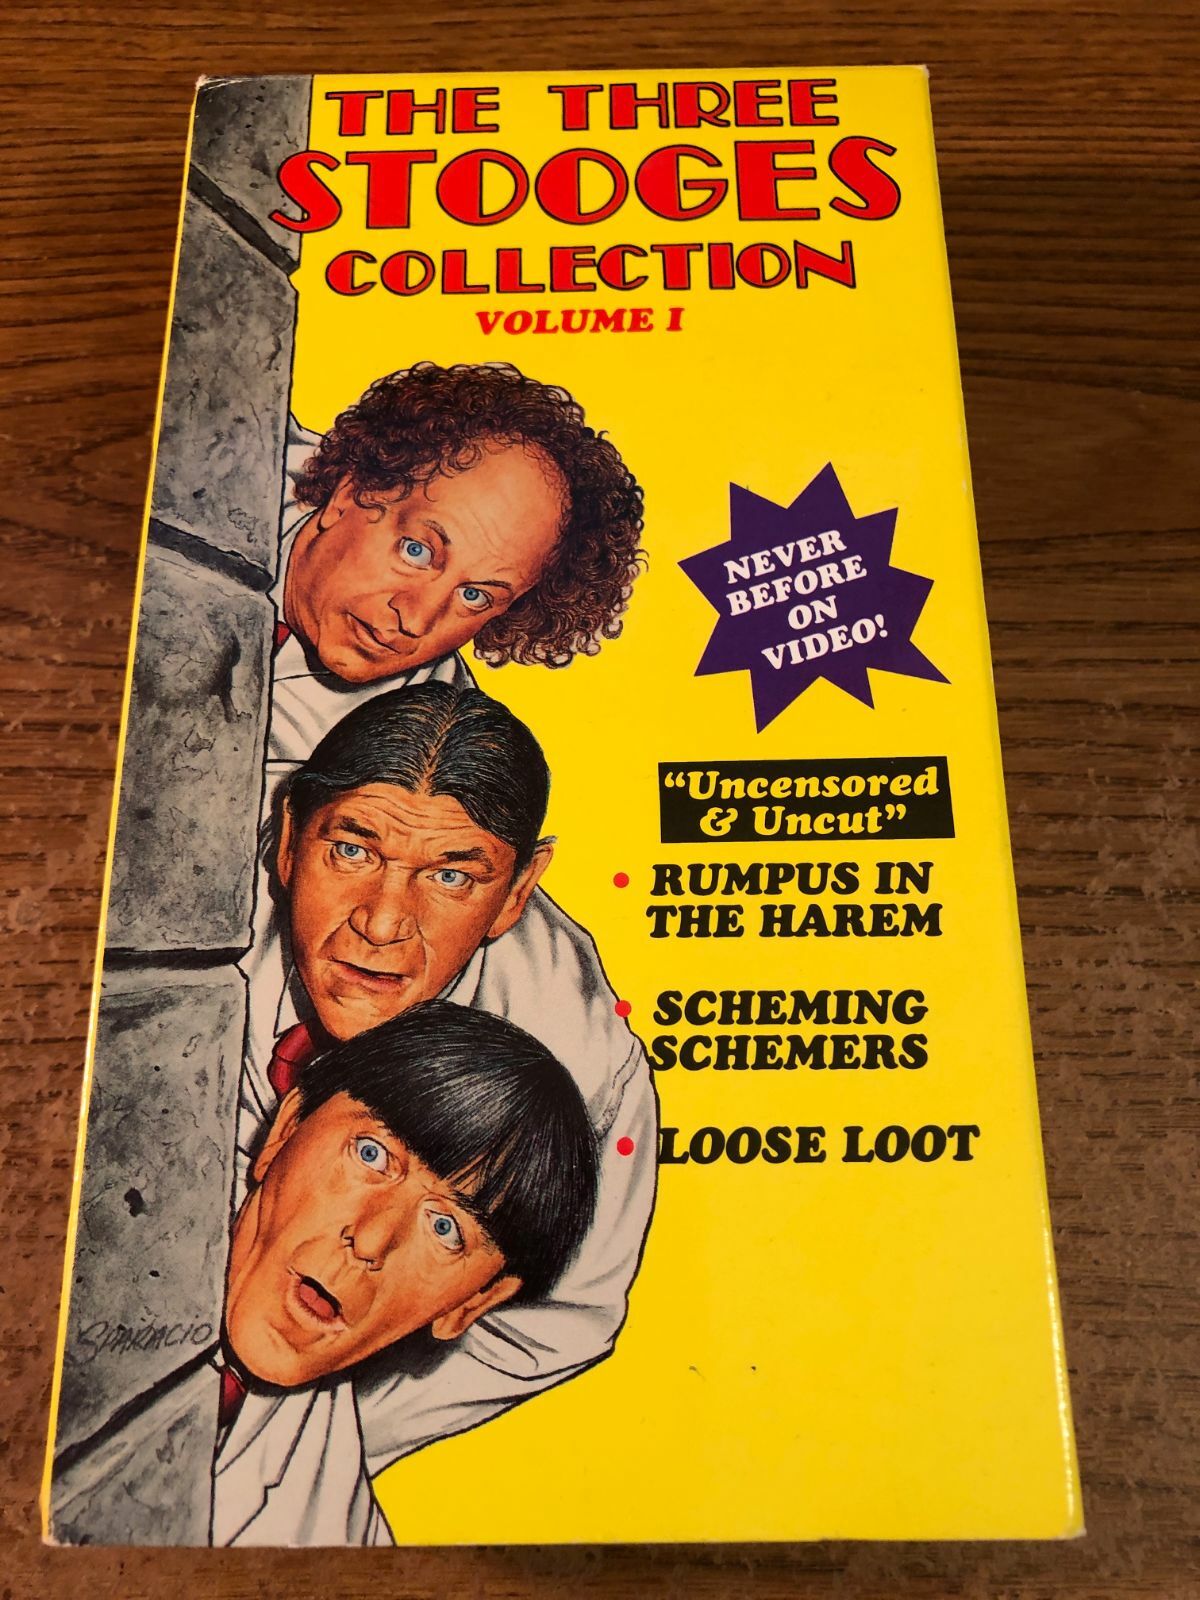 THE THREE
STOOGES
COLLECTION
VOLUME I
NEVER
BEFORE
ON
VIDEO!
"Uncensored
& Uncut"
• RUMPUS IN
THE HAREM
• SCHEMING
SCHEMERS
• LOOSE LOOT
SPARACIO